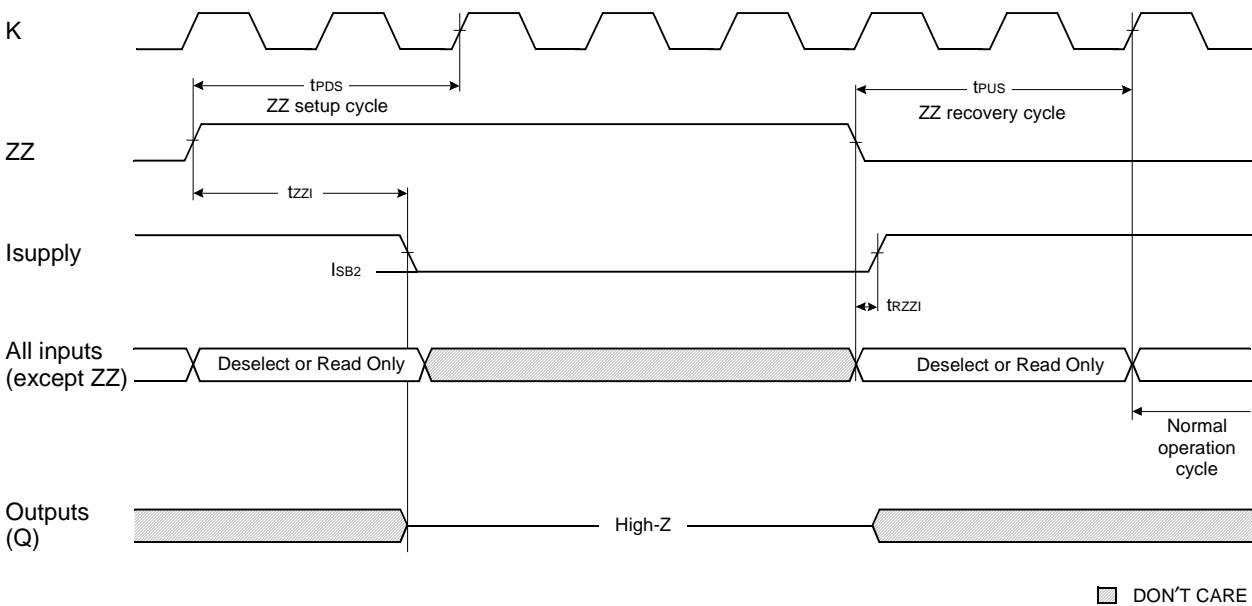 K
tPDS
ZZ setup cycle
tPUS
ZZ recovery cycle
ZZ
tZZI
Isupply
ISB2
tRZZI
All inputs
(except ZZ)
Deselect or Read Only
Deselect or Read Only
Normal
operation
cycle
Outputs
(Q)
High-Z
DON'T CARE